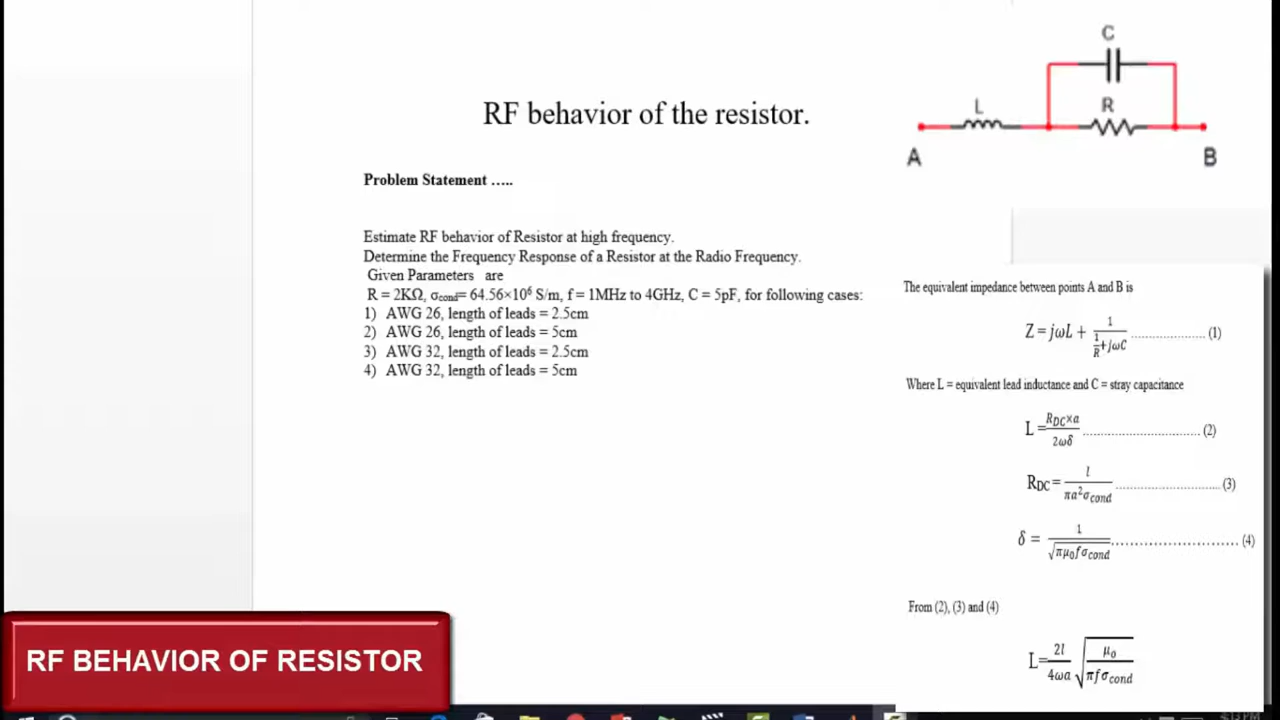 C
RF behavior of the resistor.
L
R
A
B
Problem Statement …..
Estimate RF behavior of Resistor at high frequency.
Determine the Frequency Response of a Resistor at the Radio Frequency.
Given Parameters are
R = 2KΩ, σcond= 64.56×10⁶ S/m, f = 1MHz to 4GHz, C = 5pF, for following cases:
1) AWG 26, length of leads = 2.5cm
2) AWG 26, length of leads = 5cm
3) AWG 32, length of leads = 2.5cm
4) AWG 32, length of leads = 5cm
The equivalent impedance between points A and B is
Z = jωL + 1/(1/R+jωC) ........................(1)
Where L = equivalent lead inductance and C = stray capacitance
L = RDC×a/2ωδ ........................(2)
RDC = l/πa²σcond ........................(3)
δ = 1/√πμ₀fσcond ........................(4)
From (2), (3) and (4)
L= 2l/4ωa √μ₀/πfσcond
RF BEHAVIOR OF RESISTOR